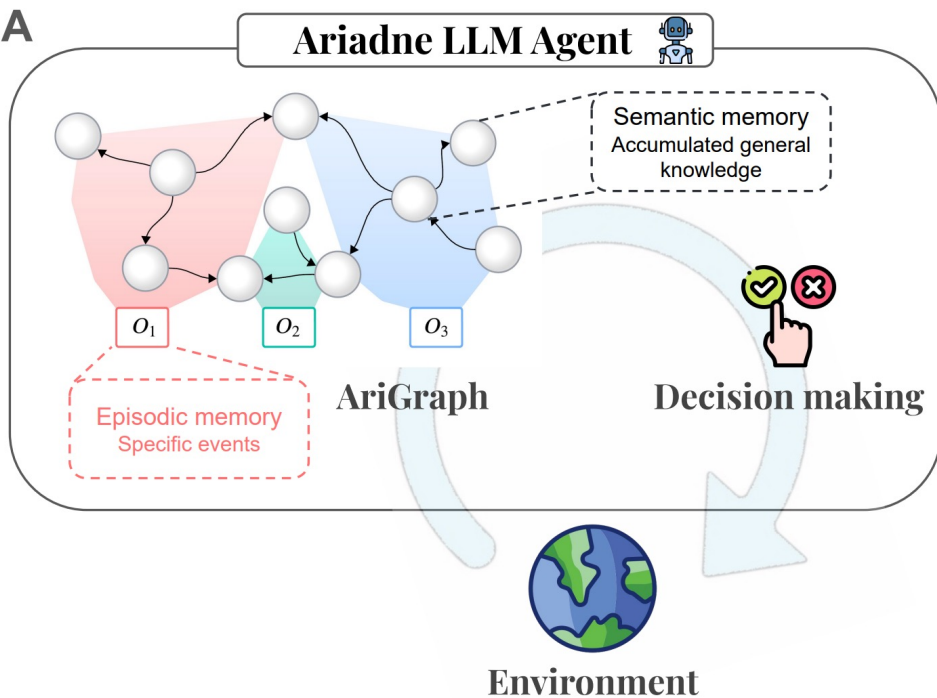 A
Ariadne LLM Agent
Semantic memory
Accumulated general
knowledge
O₁
O₂
O₃
Episodic memory
Specific events
AriGraph
Decision making
Environment